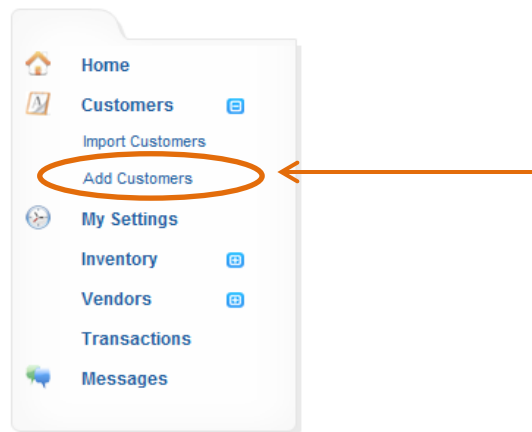 Home
Customers
Import Customers
Add Customers
My Settings
Inventory
Vendors
Transactions
Messages